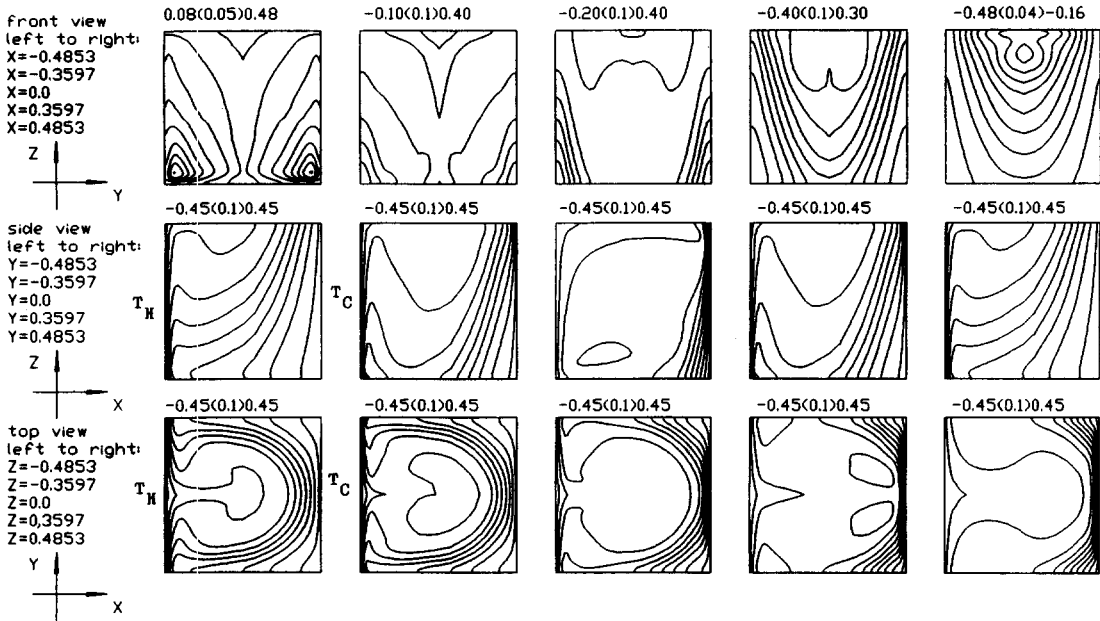 front view
left to right:
X=-0.4853
X=-0.3597
X=0.0
X=0.3597
X=0.4853
Z
Y
0.08(0.05)0.48
-0.10(0.1)0.40
-0.20(0.1)0.40
-0.40(0.1)0.30
-0.48(0.04)-0.16
side view
left to right:
Y=-0.4853
Y=-0.3597
Y=0.0
Y=0.3597
Y=0.4853
Z
X
-0.45(0.1)0.45
-0.45(0.1)0.45
-0.45(0.1)0.45
-0.45(0.1)0.45
-0.45(0.1)0.45
TH
TC
top view
left to right:
Z=-0.4853
Z=-0.3597
Z=0.0
Z=0.3597
Z=0.4853
Y
X
-0.45(0.1)0.45
-0.45(0.1)0.45
-0.45(0.1)0.45
-0.45(0.1)0.45
-0.45(0.1)0.45
TH
TC